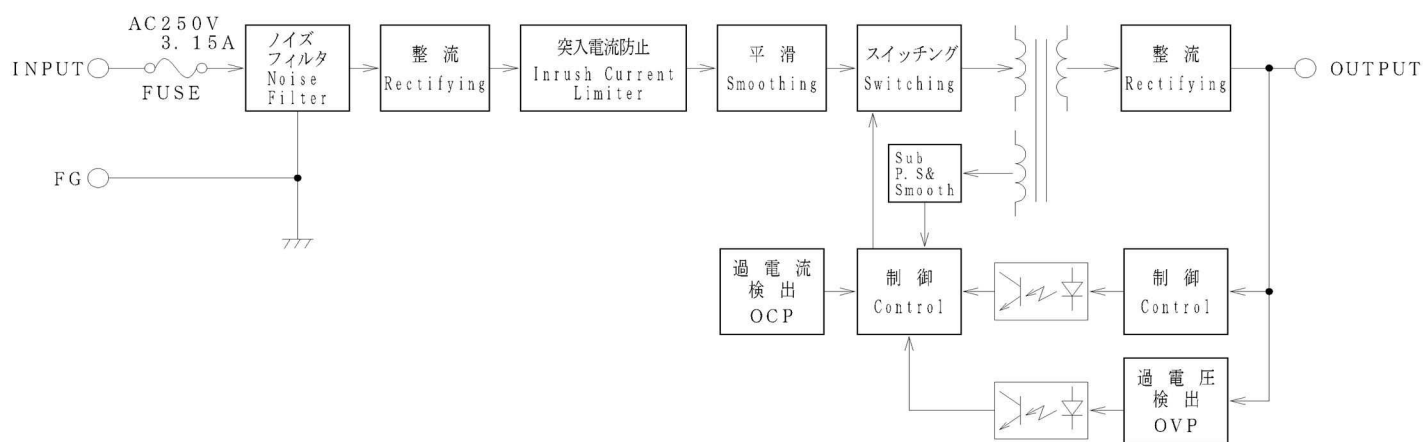 AC250V
3.15A
INPUT
FUSE
ノイズ
フィルタ
Noise
Filter
整 流
Rectifying
突入電流防止
Inrush Current
Limiter
平 滑
Smoothing
スイッチング
Switching
整 流
Rectifying
OUTPUT
FG
Sub
P.S&
Smooth
過 電 流
検 出
OCP
制 御
Control
制 御
Control
過 電 圧
検 出
OVP